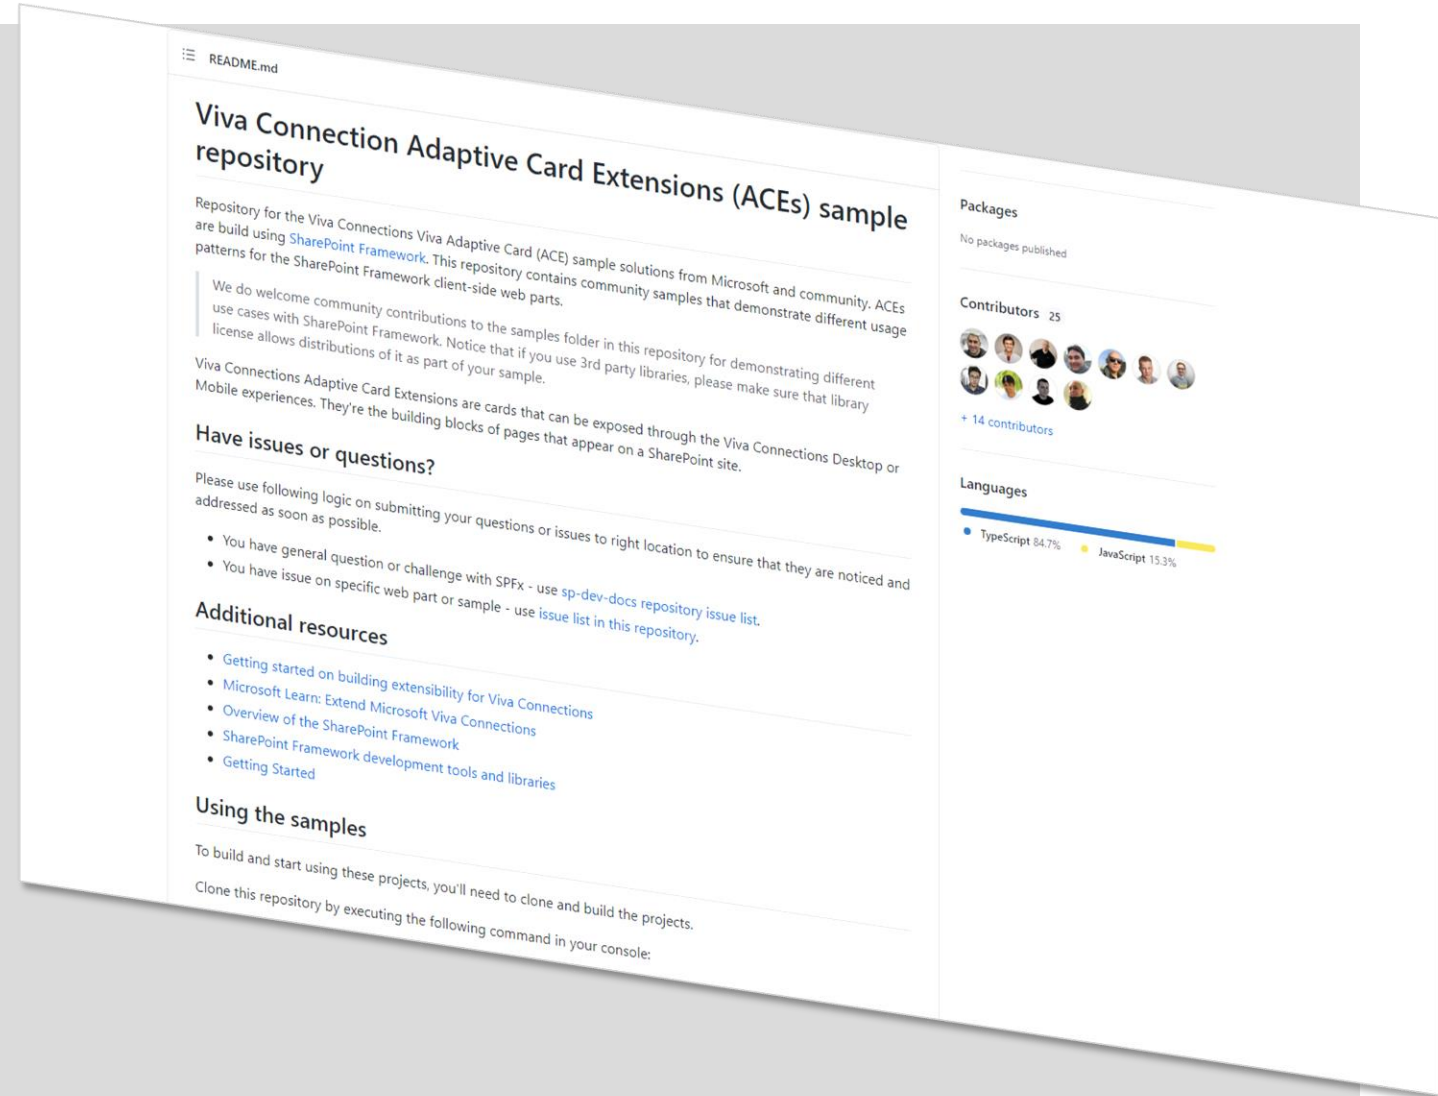 README.md
Viva Connection Adaptive Card Extensions (ACEs) sample
repository
Repository for the Viva Connections Viva Adaptive Card (ACE) sample solutions from Microsoft and community. ACEs
are build using SharePoint Framework. This repository contains community samples that demonstrate different usage
patterns for the SharePoint Framework client-side web parts.
We do welcome community contributions to the samples folder in this repository for demonstrating different
use cases with SharePoint Framework. Notice that if you use 3rd party libraries, please make sure that library
license allows distributions of it as part of your sample.
Viva Connections Adaptive Card Extensions are cards that can be exposed through the Viva Connections Desktop or
Mobile experiences. They're the building blocks of pages that appear on a SharePoint site.
Have issues or questions?
Please use following logic on submitting your questions or issues to right location to ensure that they are noticed and
addressed as soon as possible.
• You have general question or challenge with SPFx - use sp-dev-docs repository issue list.
• You have issue on specific web part or sample - use issue list in this repository.
Additional resources
• Getting started on building extensibility for Viva Connections
• Microsoft Learn: Extend Microsoft Viva Connections
• Overview of the SharePoint Framework
• SharePoint Framework development tools and libraries
• Getting Started
Using the samples
To build and start using these projects, you'll need to clone and build the projects.
Clone this repository by executing the following command in your console:
Packages
No packages published
Contributors 25
+ 14 contributors
Languages
TypeScript 84.7%
JavaScript 15.3%